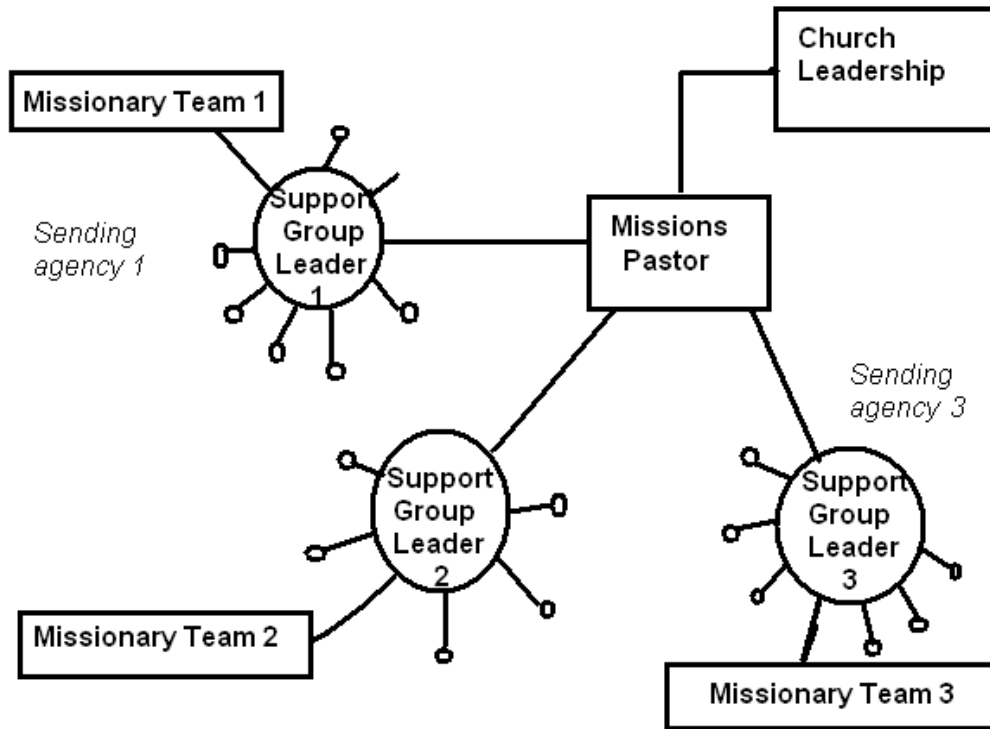 Church
Leadership
Missionary Team 1
Support
Group
Leader
1
Sending
agency 1
Missions
Pastor
Sending
agency 3
Support
Group
Leader
2
Support
Group
Leader
3
Missionary Team 2
Missionary Team 3